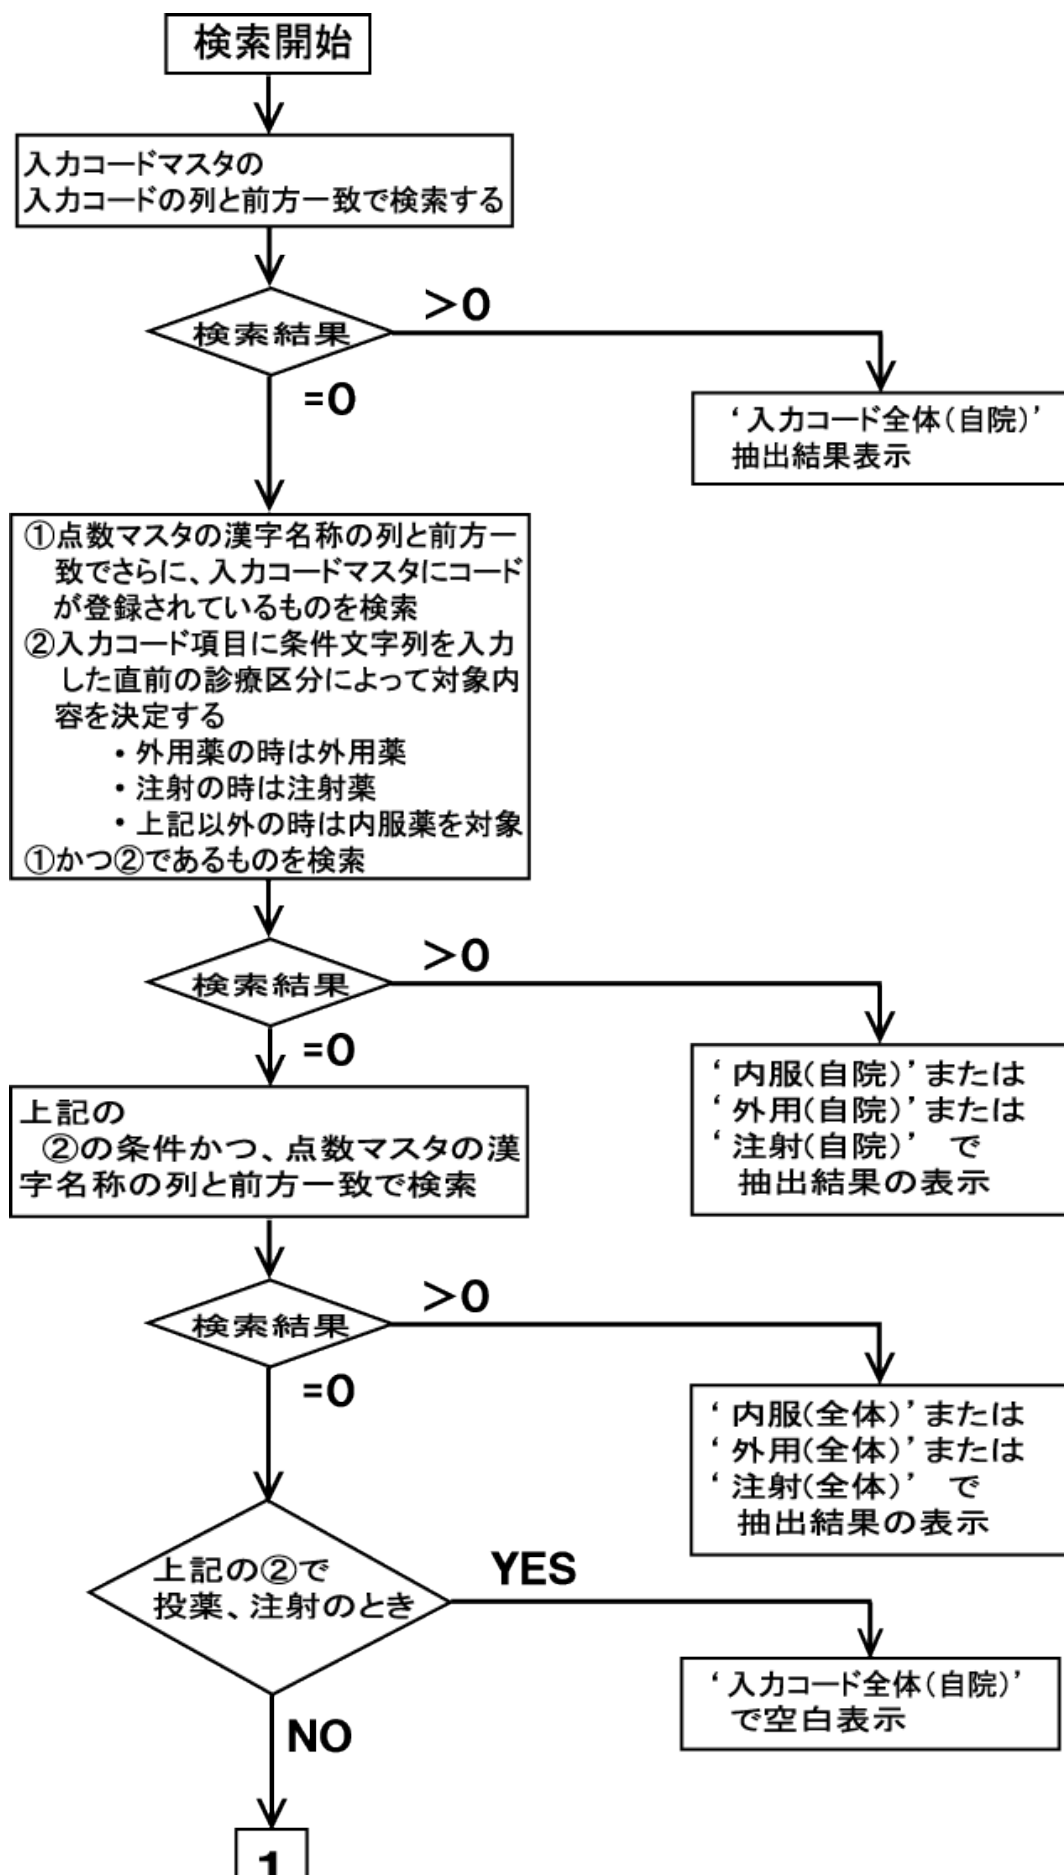 検索開始
入力コードマスタの
入力コードの列と前方一致で検索する
検索結果
>0
=0
‘入力コード全体(自院)’
抽出結果表示
①点数マスタの漢字名称の列と前方一
致でさらに、入力コードマスタにコード
が登録されているものを検索
②入力コード項目に条件文字列を入力
した直前の診療区分によって対象内
容を決定する
・外用薬の時は外用薬
・注射の時は注射薬
・上記以外の時は内服薬を対象
①かつ②であるものを検索
検索結果
>0
=0
‘内服(自院)’または
‘外用(自院)’または
‘注射(自院)’ で
抽出結果の表示
上記の
②の条件かつ、点数マスタの漢
字名称の列と前方一致で検索
検索結果
>0
=0
‘内服(全体)’または
‘外用(全体)’または
‘注射(全体)’ で
抽出結果の表示
上記の②で
投薬、注射のとき
YES
‘入力コード全体(自院)’
で空白表示
NO
1